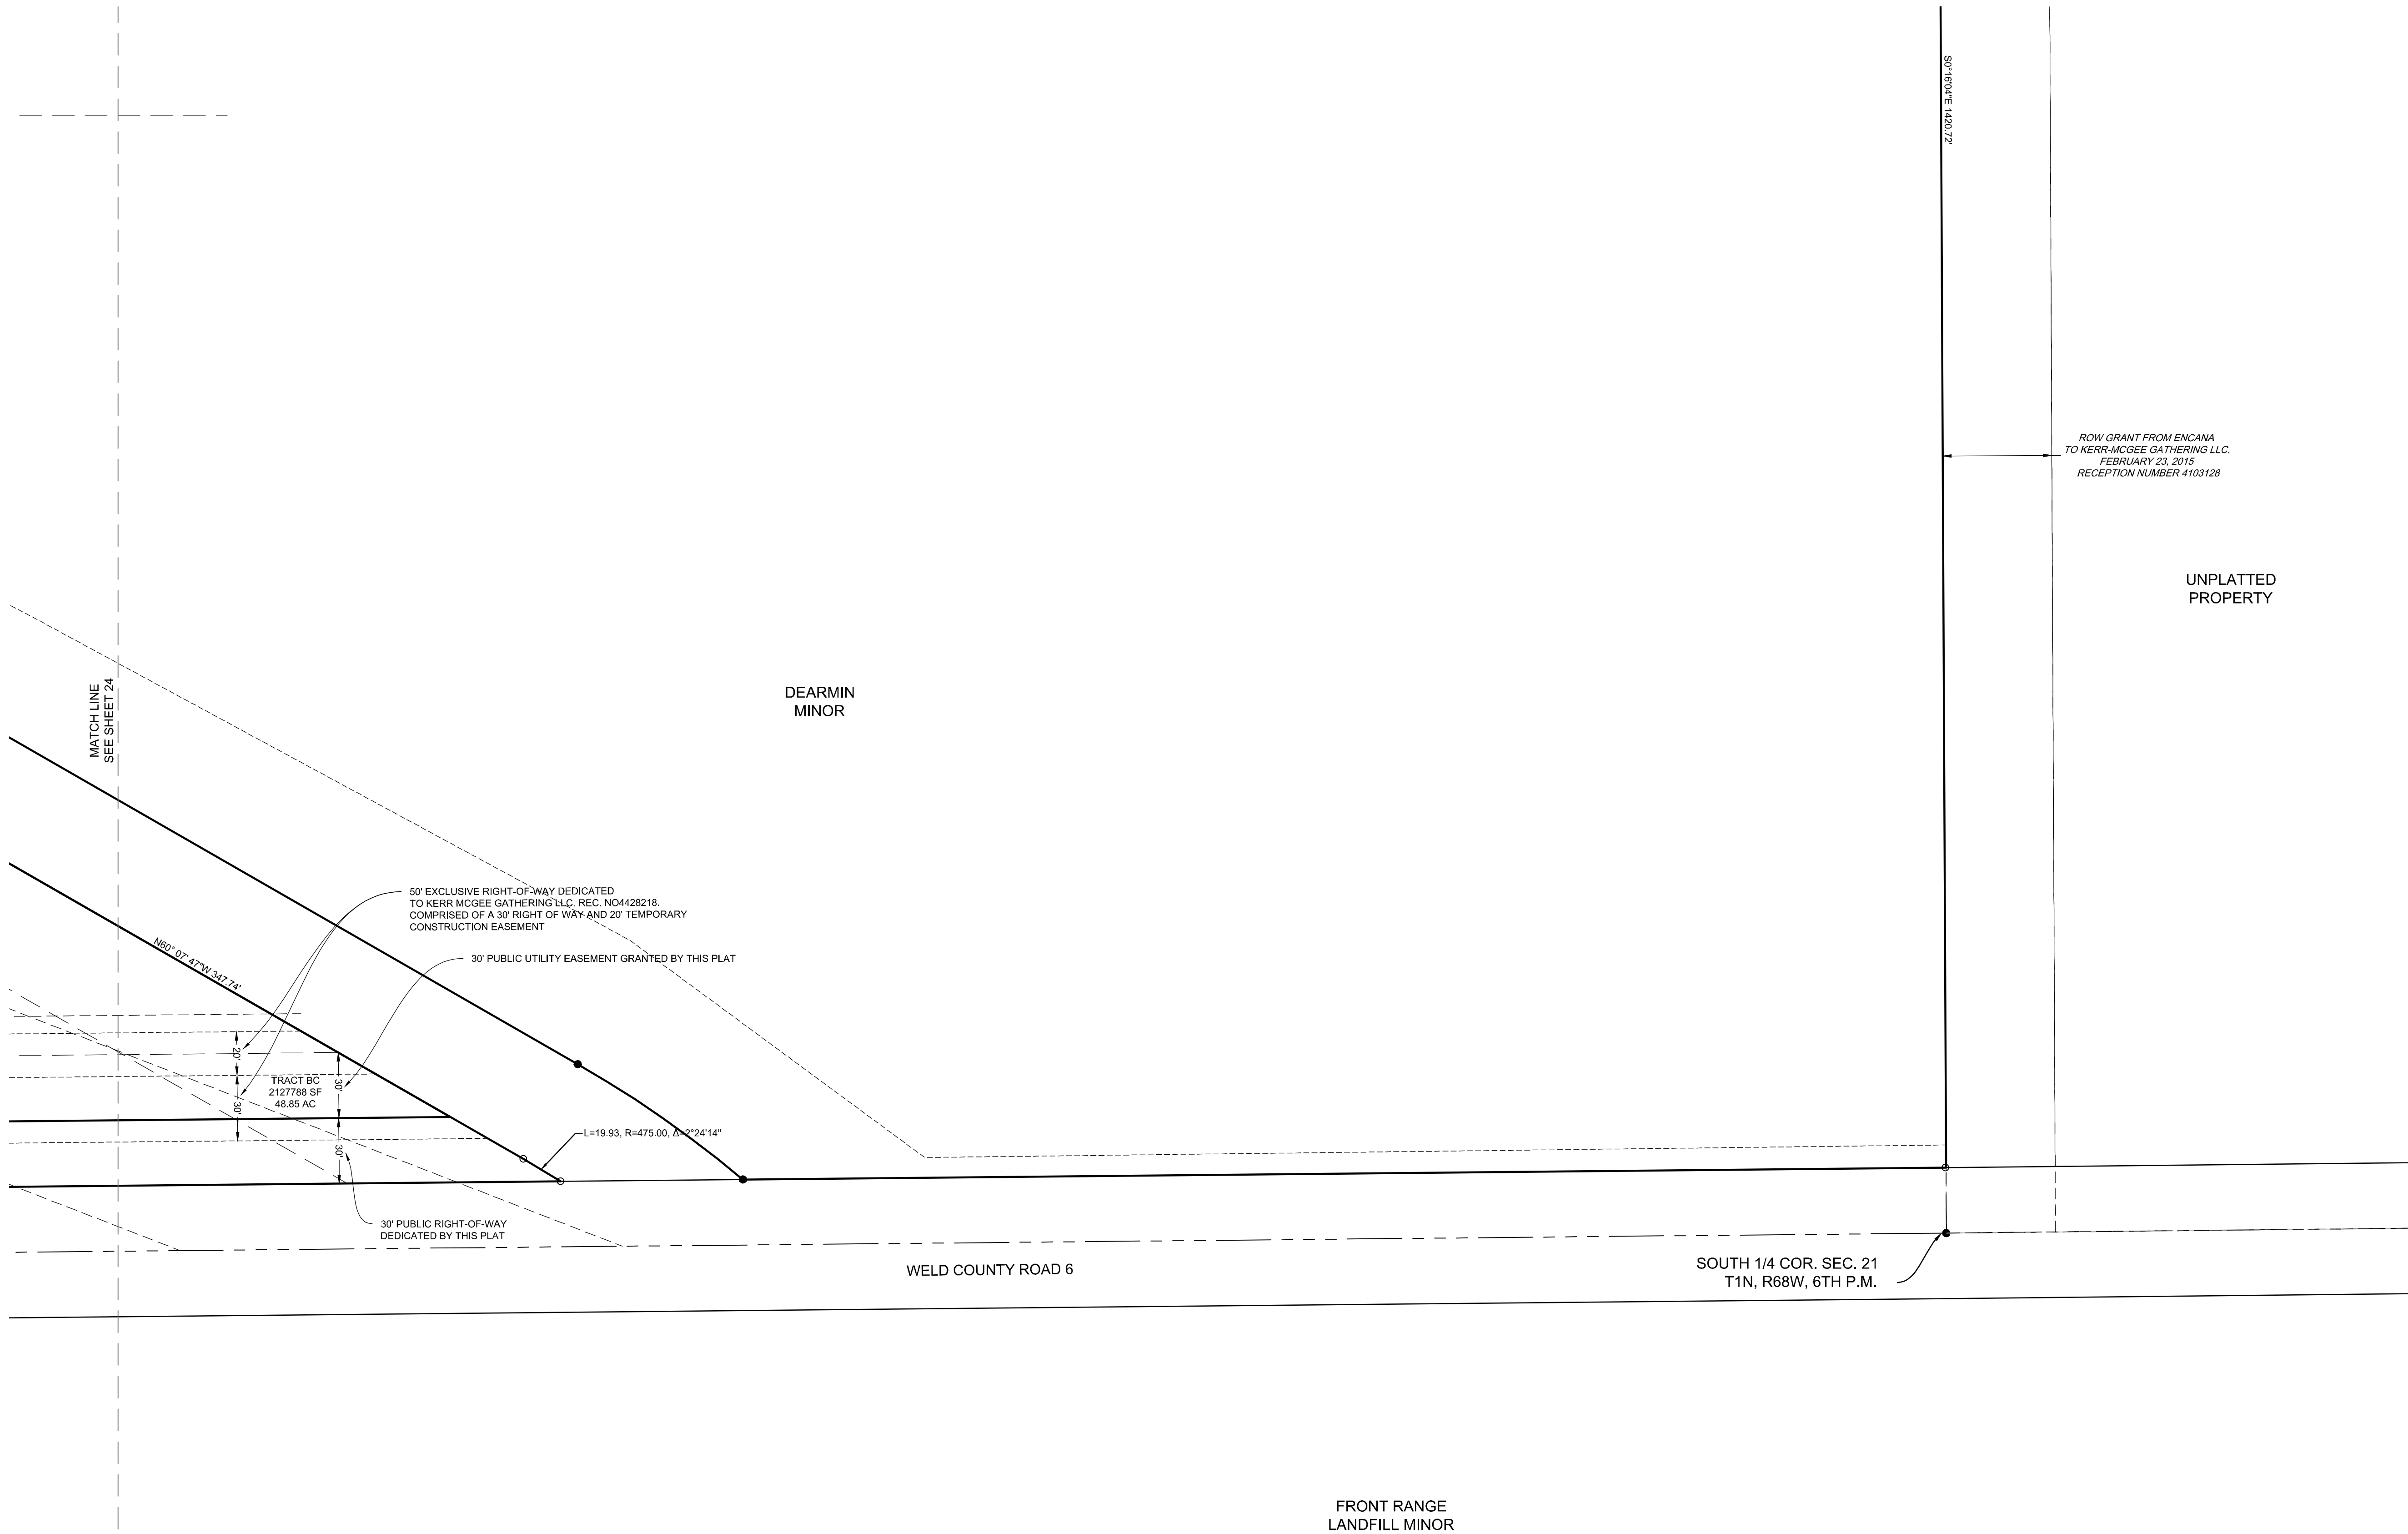 S0°16'04"E 1420.72'
ROW GRANT FROM ENCANA
TO KERR-MCGEE GATHERING LLC.
FEBRUARY 23, 2015
RECEPTION NUMBER 4103128
UNPLATTED
PROPERTY
MATCH LINE
SEE SHEET 24
DEARMIN
MINOR
50' EXCLUSIVE RIGHT-OF-WAY DEDICATED
TO KERR MCGEE GATHERING LLC. REC. NO4428218.
COMPRISED OF A 30' RIGHT OF WAY AND 20' TEMPORARY
CONSTRUCTION EASEMENT
N60° 07' 47"W 347.74'
30' PUBLIC UTILITY EASEMENT GRANTED BY THIS PLAT
20'
TRACT BC
2127788 SF
48.85 AC
30'
30'
30'
L=19.93, R=475.00, Δ=2°24'14"
30' PUBLIC RIGHT-OF-WAY
DEDICATED BY THIS PLAT
WELD COUNTY ROAD 6
SOUTH 1/4 COR. SEC. 21
T1N, R68W, 6TH P.M.
FRONT RANGE
LANDFILL MINOR